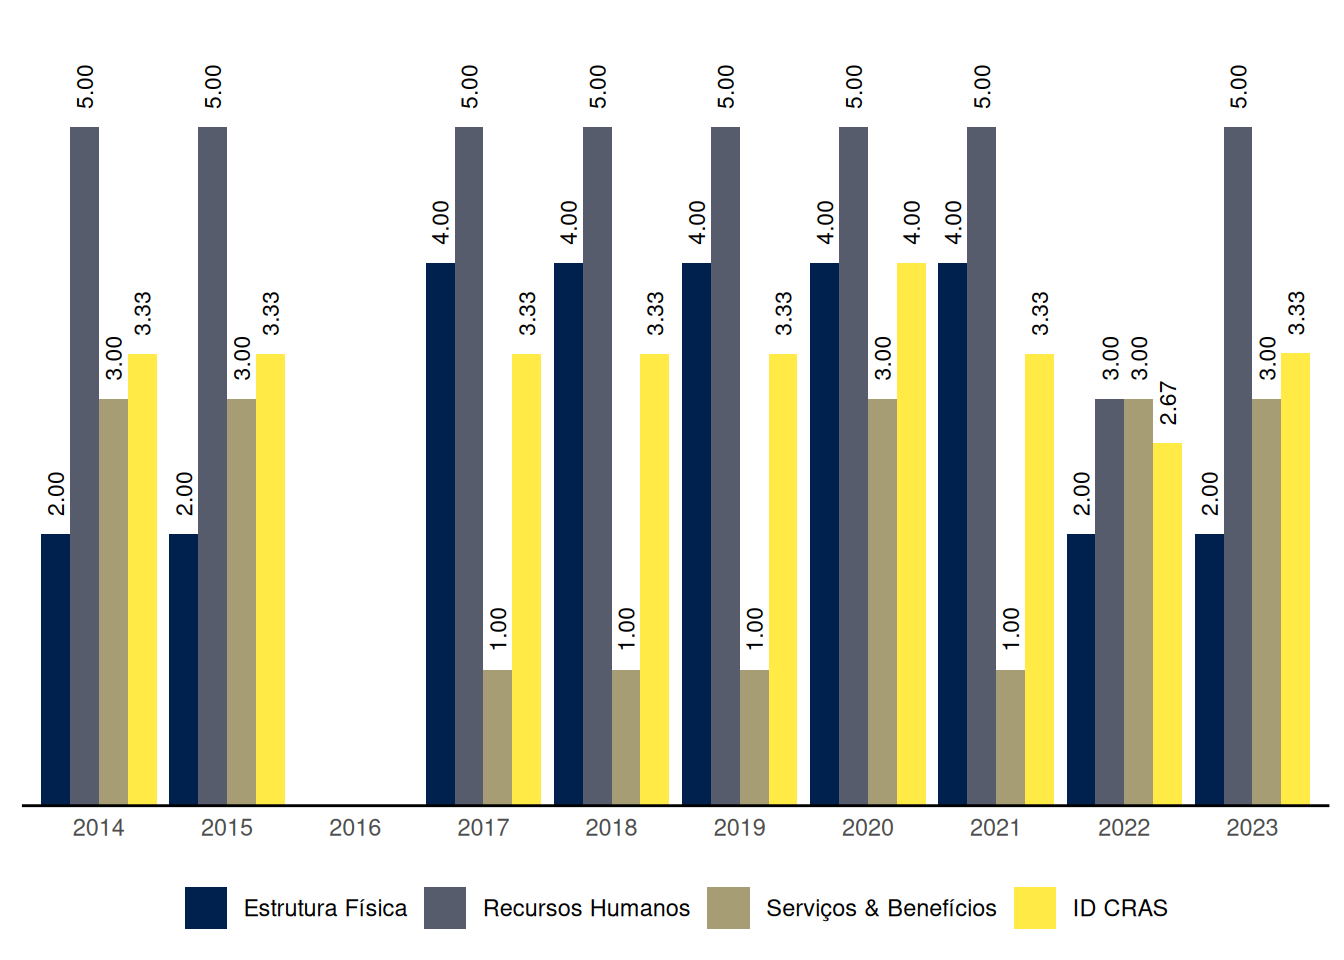 5.00 5.00 5.00 5.00 5.00 5.00 5.00 5.00
4.00 4.00 4.00 4.00 4.00 4.00
3.33 3.33 3.33 3.33 3.33 3.33 3.33
3.00 3.00 3.00 3.00 3.00 3.00
2.67
2.00 2.00 2.00 2.00
1.00 1.00 1.00 1.00
2014 2015 2016 2017 2018 2019 2020 2021 2022 2023
Estrutura Física Recursos Humanos Serviços & Benefícios ID CRAS